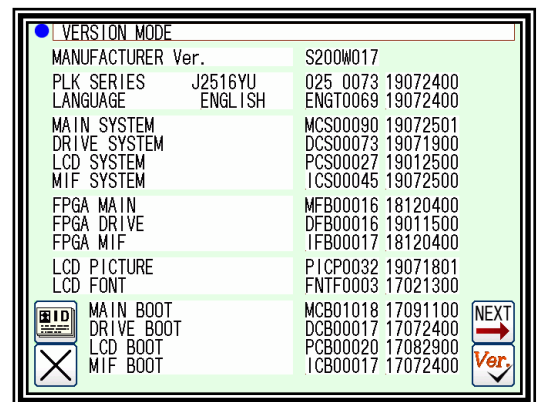 VERSION MODE
MANUFACTURER Ver. S200W017
PLK SERIES J2516YU 025 0073 19072400
LANGUAGE ENGLISH ENGT0069 19072400
MAIN SYSTEM MCS00090 19072501
DRIVE SYSTEM DCS00073 19071900
LCD SYSTEM PCS00027 19012500
MIF SYSTEM ICS00045 19072500
FPGA MAIN MFB00016 18120400
FPGA DRIVE DFB00016 19011500
FPGA MIF IFB00017 18120400
LCD PICTURE PICP0032 19071801
LCD FONT FNTF0003 17021300
ID MAIN BOOT MCB01018 17091100 NEXT
DRIVE BOOT DCB00017 17072400
LCD BOOT PCB00020 17082900 Ver.
MIF BOOT ICB00017 17072400